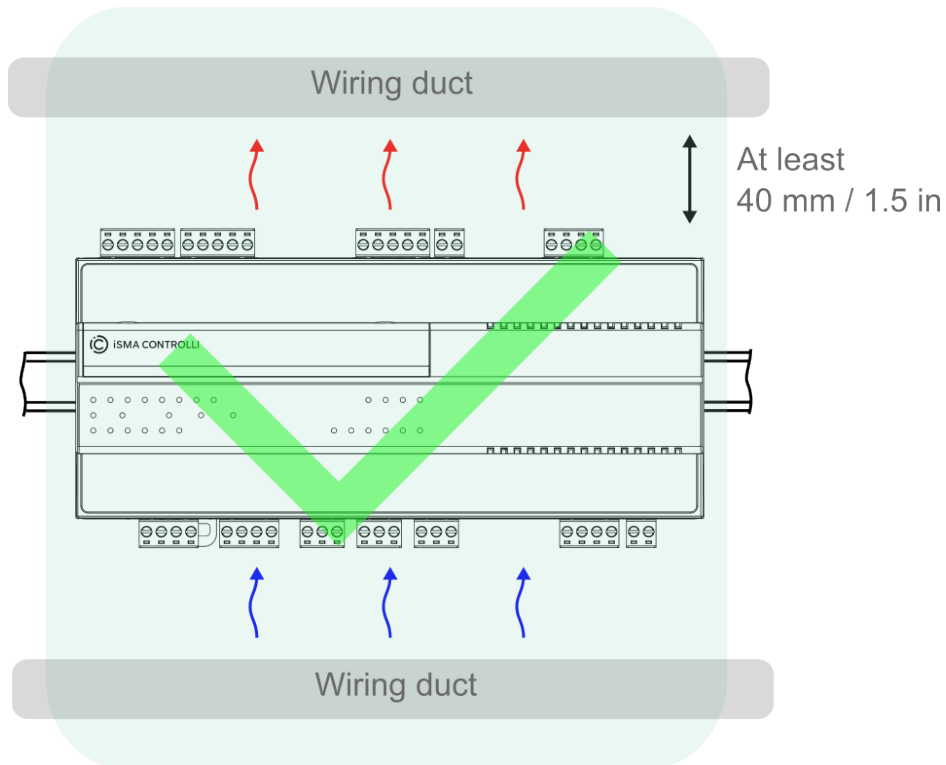 Wiring duct
At least
40 mm / 1.5 in
iSMA CONTROLLI
Wiring duct